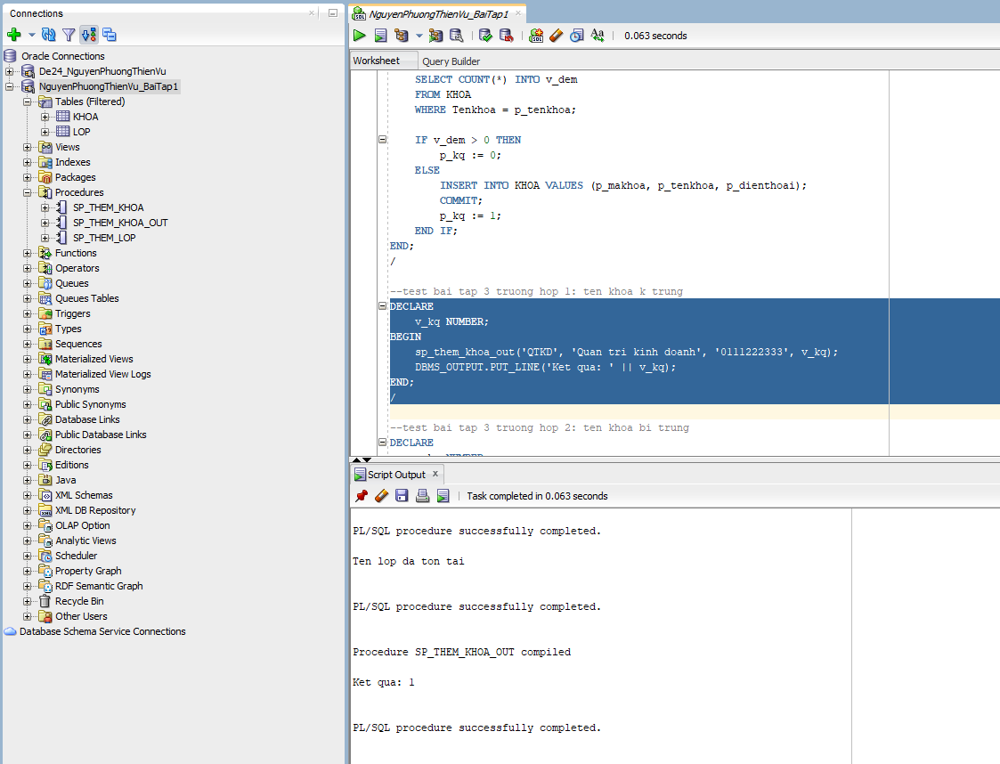 Connections
Oracle Connections
De24_NguyenPhuongThienVu
NguyenPhuongThienVu_BaiTap1
Tables (Filtered)
KHOA
LOP
Views
Indexes
Packages
Procedures
SP_THEM_KHOA
SP_THEM_KHOA_OUT
SP_THEM_LOP
Functions
Operators
Queues
Queues Tables
Triggers
Types
Sequences
Materialized Views
Materialized View Logs
Synonyms
Public Synonyms
Database Links
Public Database Links
Directories
Editions
Java
XML Schemas
XML DB Repository
OLAP Option
Analytic Views
Scheduler
Property Graph
RDF Semantic Graph
Recycle Bin
Other Users
Database Schema Service Connections
NguyenPhuongThienVu_BaiTap1
0.063 seconds
Worksheet Query Builder
SELECT COUNT(*) INTO v_dem
FROM KHOA
WHERE Tenkhoa = p_tenkhoa;
IF v_dem > 0 THEN
p_kq := 0;
ELSE
INSERT INTO KHOA VALUES (p_makhoa, p_tenkhoa, p_dienthoai);
COMMIT;
p_kq := 1;
END IF;
END;
/
--test bai tap 3 truong hop 1: ten khoa k trung
DECLARE
v_kq NUMBER;
BEGIN
sp_them_khoa_out('QTKD', 'Quan tri kinh doanh', '0111222333', v_kq);
DBMS_OUTPUT.PUT_LINE('Ket qua: ' || v_kq);
END;
/
--test bai tap 3 truong hop 2: ten khoa bi trung
DECLARE
Script Output
Task completed in 0.063 seconds
PL/SQL procedure successfully completed.
Ten lop da ton tai
PL/SQL procedure successfully completed.
Procedure SP_THEM_KHOA_OUT compiled
Ket qua: 1
PL/SQL procedure successfully completed.